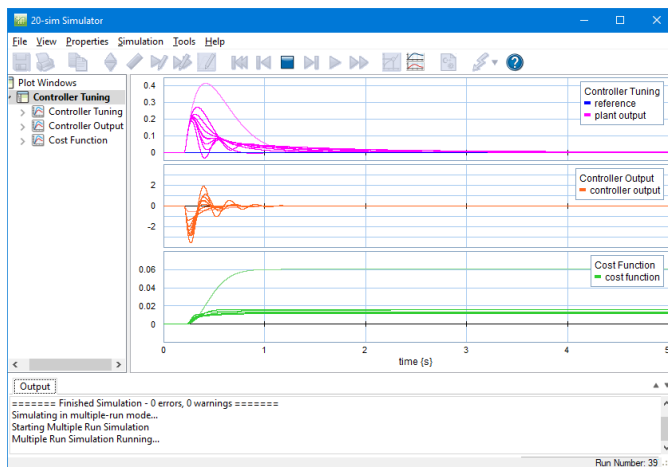 20-sim Simulator
File View Properties Simulation Tools Help
Plot Windows
Controller Tuning
Controller Tuning
Controller Output
Cost Function
0.4
0.3
0.2
0.1
0
Controller Tuning
reference
plant output
2
0
-2
Controller Output
controller output
0.06
0.04
0.02
0
Cost Function
cost function
0 1 2 3 4 5
time {s}
Output
======= Finished Simulation - 0 errors, 0 warnings =======
Simulating in multiple-run mode...
Starting Multiple Run Simulation
Multiple Run Simulation Running...
Run Number: 39